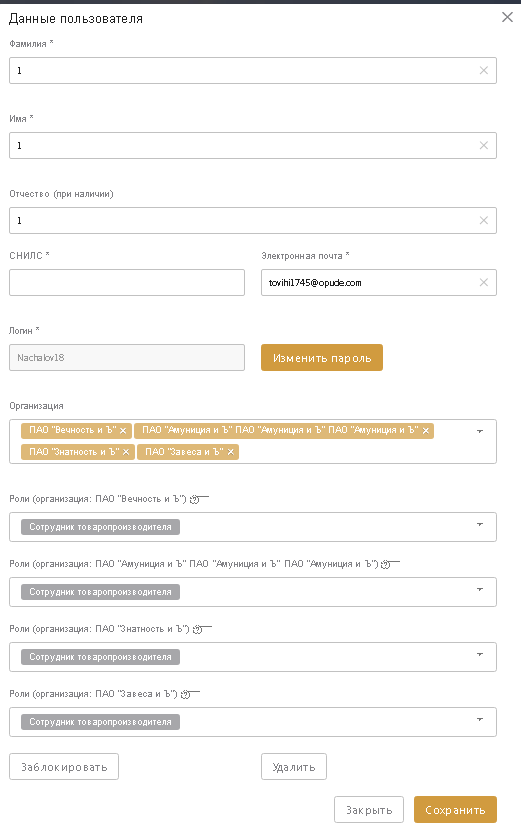 Данные пользователя
Фамилия *
1
Имя *
1
Отчество (при наличии)
1
СНИЛС *
Электронная почта *
tovihi1745@opude.com
Логин *
Nachalov18
Изменить пароль
Организация
ПАО "Вечность и Ъ" ПАО "Амуниция и Ъ" ПАО "Амуниция и Ъ" ПАО "Амуниция и Ъ"
ПАО "Знатность и Ъ" ПАО "Завеса и Ъ"
Роли (организация: ПАО "Вечность и Ъ")
Сотрудник товаропроизводителя
Роли (организация: ПАО "Амуниция и Ъ" ПАО "Амуниция и Ъ" ПАО "Амуниция и Ъ")
Сотрудник товаропроизводителя
Роли (организация: ПАО "Знатность и Ъ")
Сотрудник товаропроизводителя
Роли (организация: ПАО "Завеса и Ъ")
Сотрудник товаропроизводителя
Заблокировать
Удалить
Закрыть
Сохранить